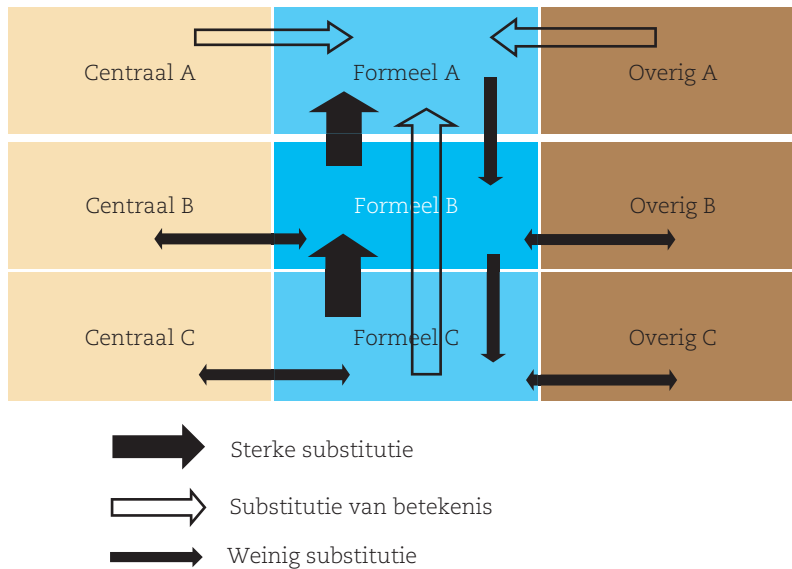 Centraal A
Formeel A
Overig A
Centraal B
Formeel B
Overig B
Centraal C
Formeel C
Overig C
Sterke substitutie
Substitutie van betekenis
Weinig substitutie